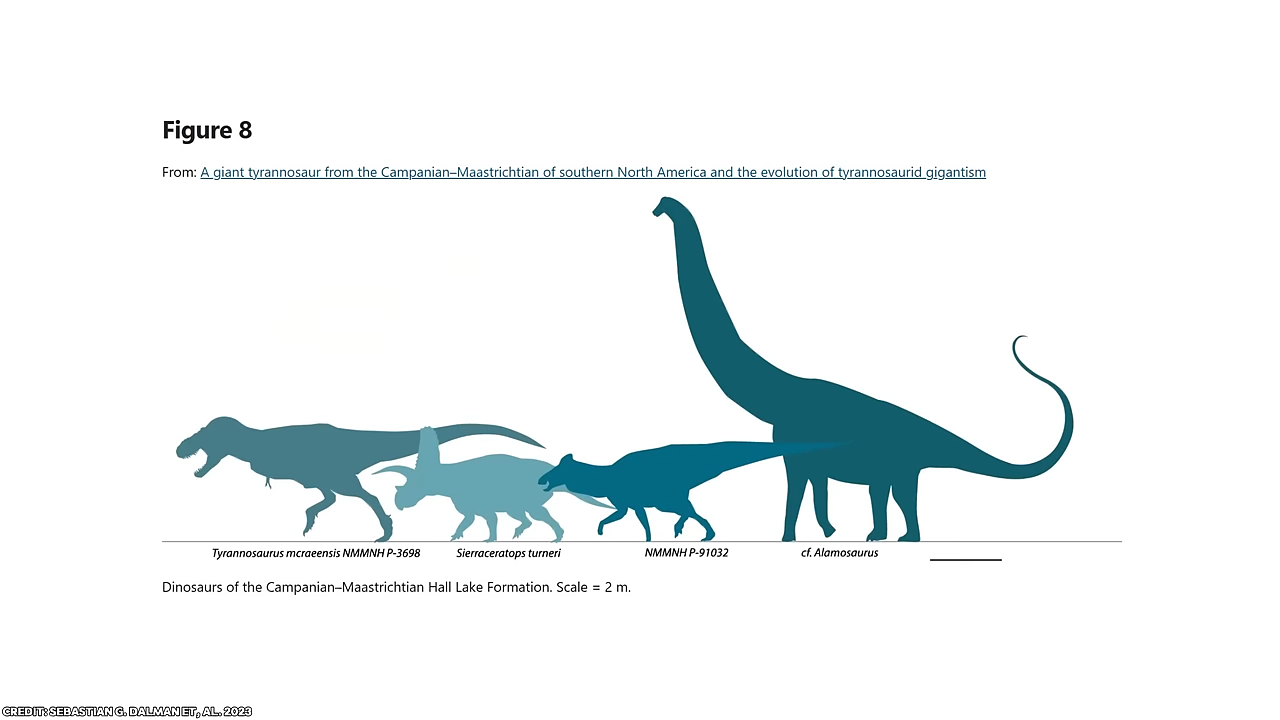 Figure 8
From: A giant tyrannosaur from the Campanian–Maastrichtian of southern North America and the evolution of tyrannosaurid gigantism
Tyrannosaurus mcraeensis NMMNH P-3698
Sierraceratops turneri
NMMNH P-91032
cf. Alamosaurus
Dinosaurs of the Campanian–Maastrichtian Hall Lake Formation. Scale = 2 m.
CREDIT: SEBASTIAN G. DALMAN ET, AL. 2023